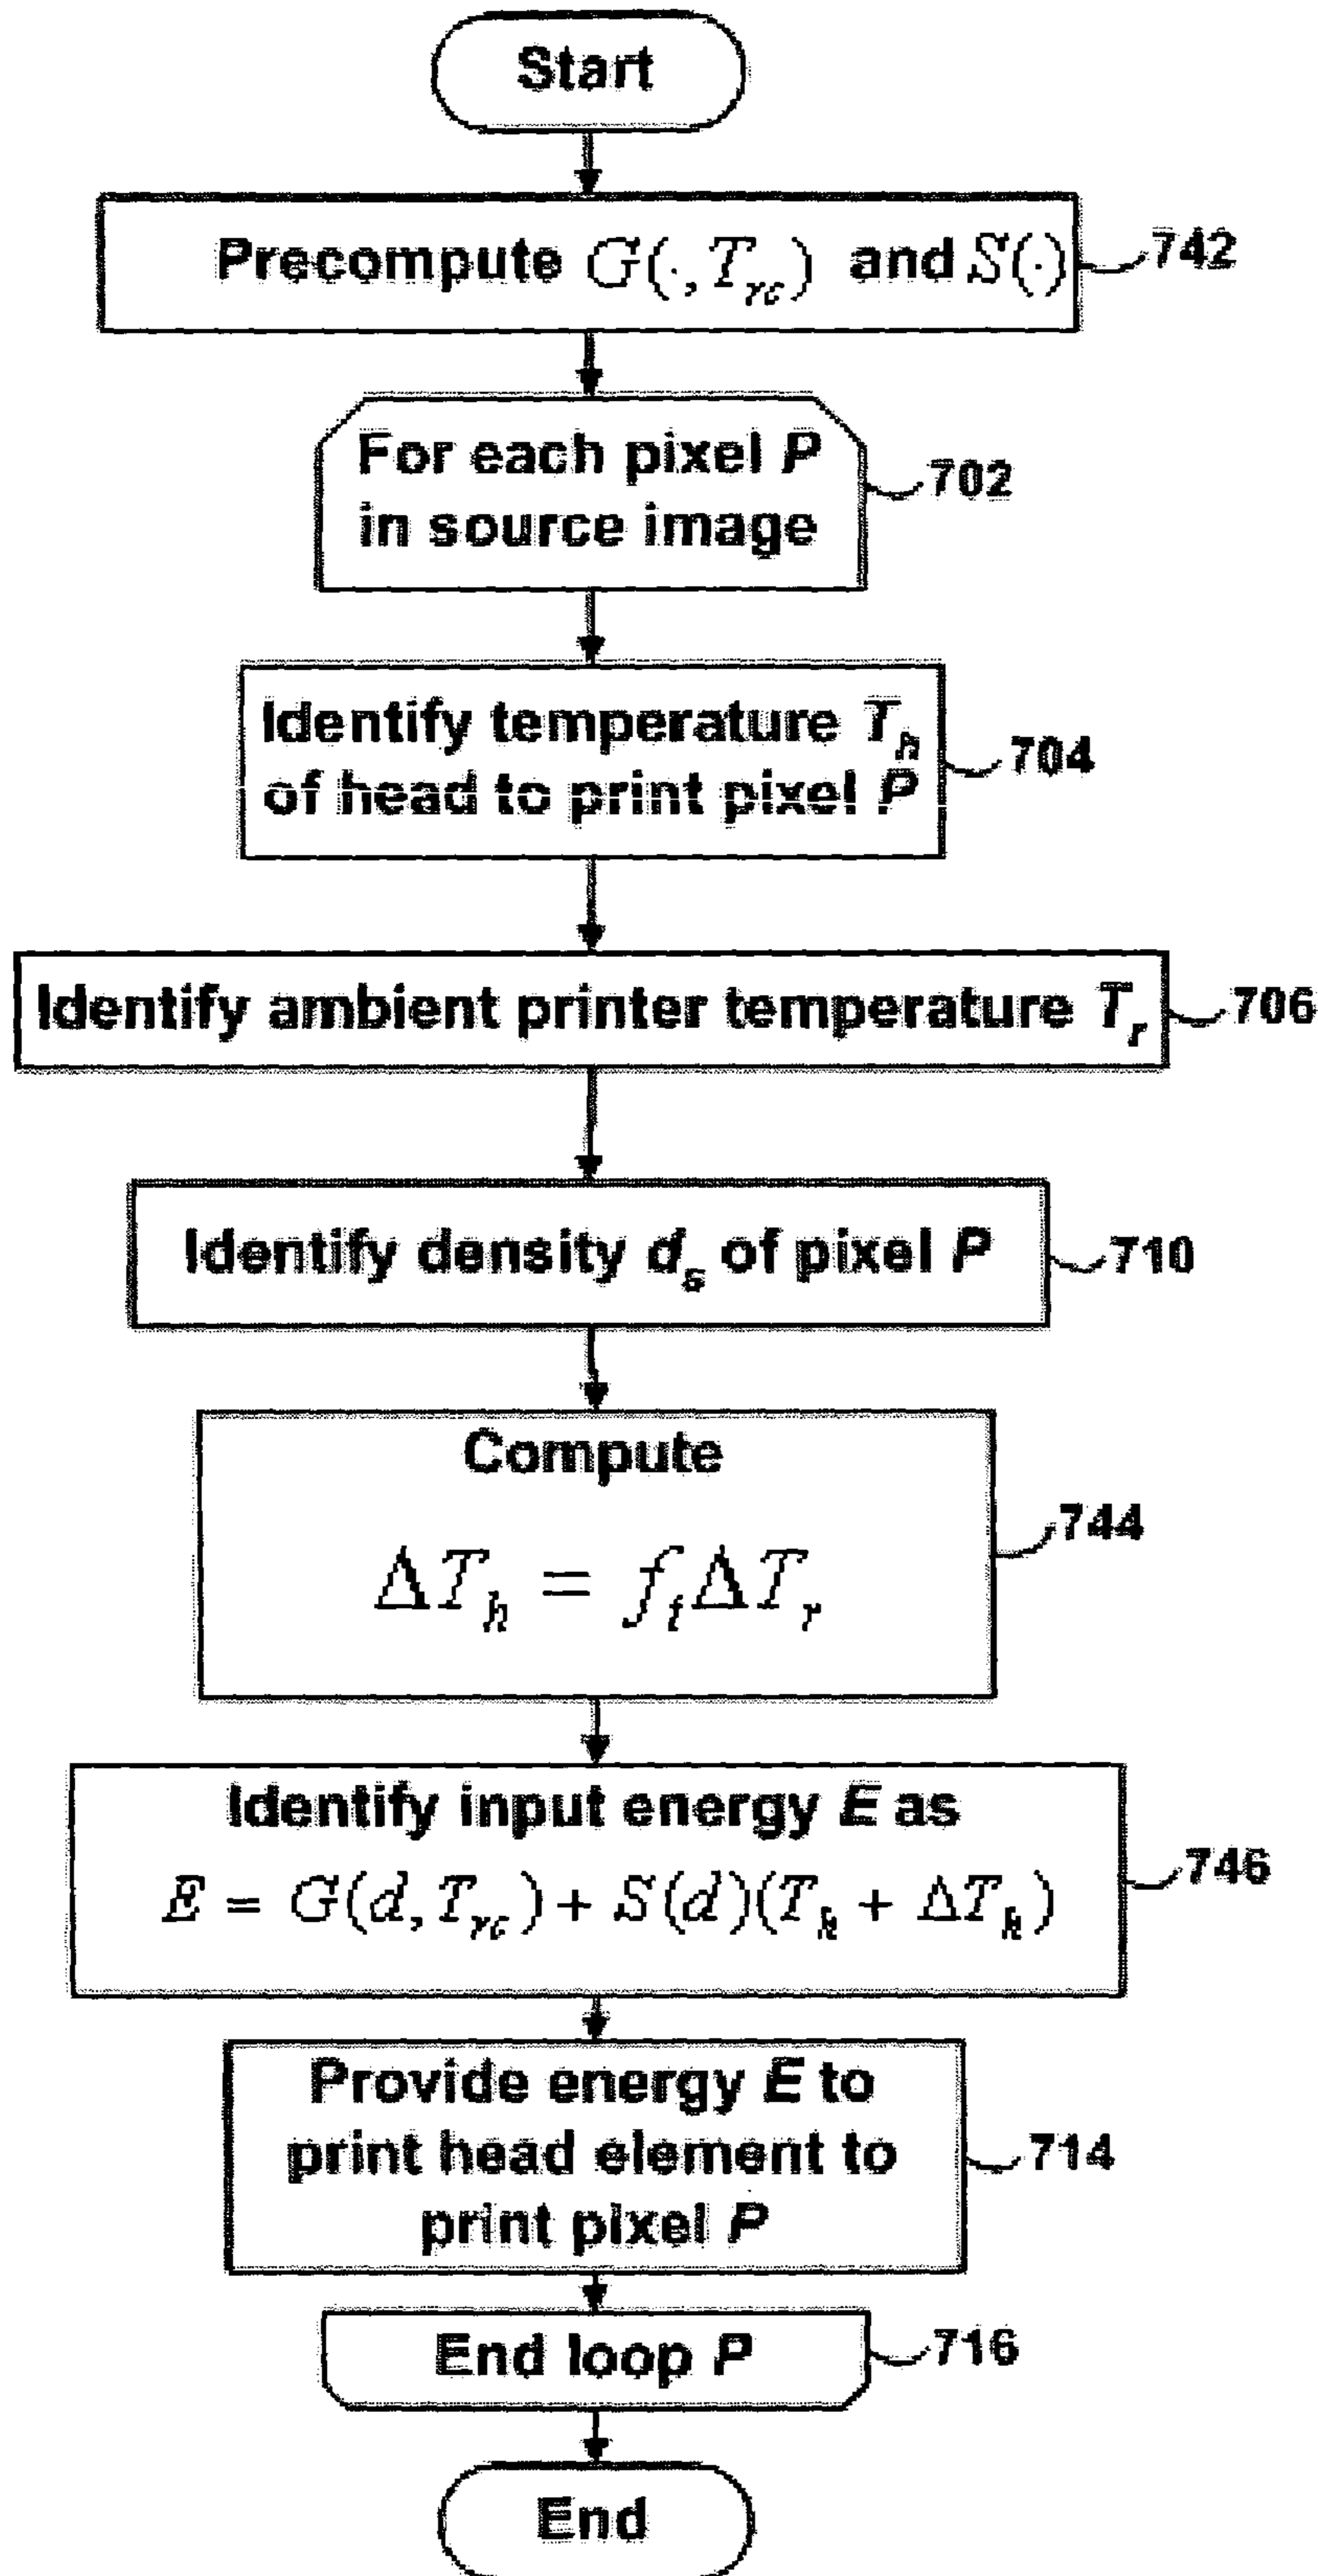 Start
Precompute G(·, T_rc) and S(·)
742
For each pixel P
in source image
702
Identify temperature T_h
of head to print pixel P
704
Identify ambient printer temperature T_r
706
Identify density d_s of pixel P
710
Compute
ΔT_h = f_t ΔT_r
744
Identify input energy E as
E = G(d, T_rc) + S(d)(T_h + ΔT_h)
746
Provide energy E to
print head element to
print pixel P
714
End loop P
716
End